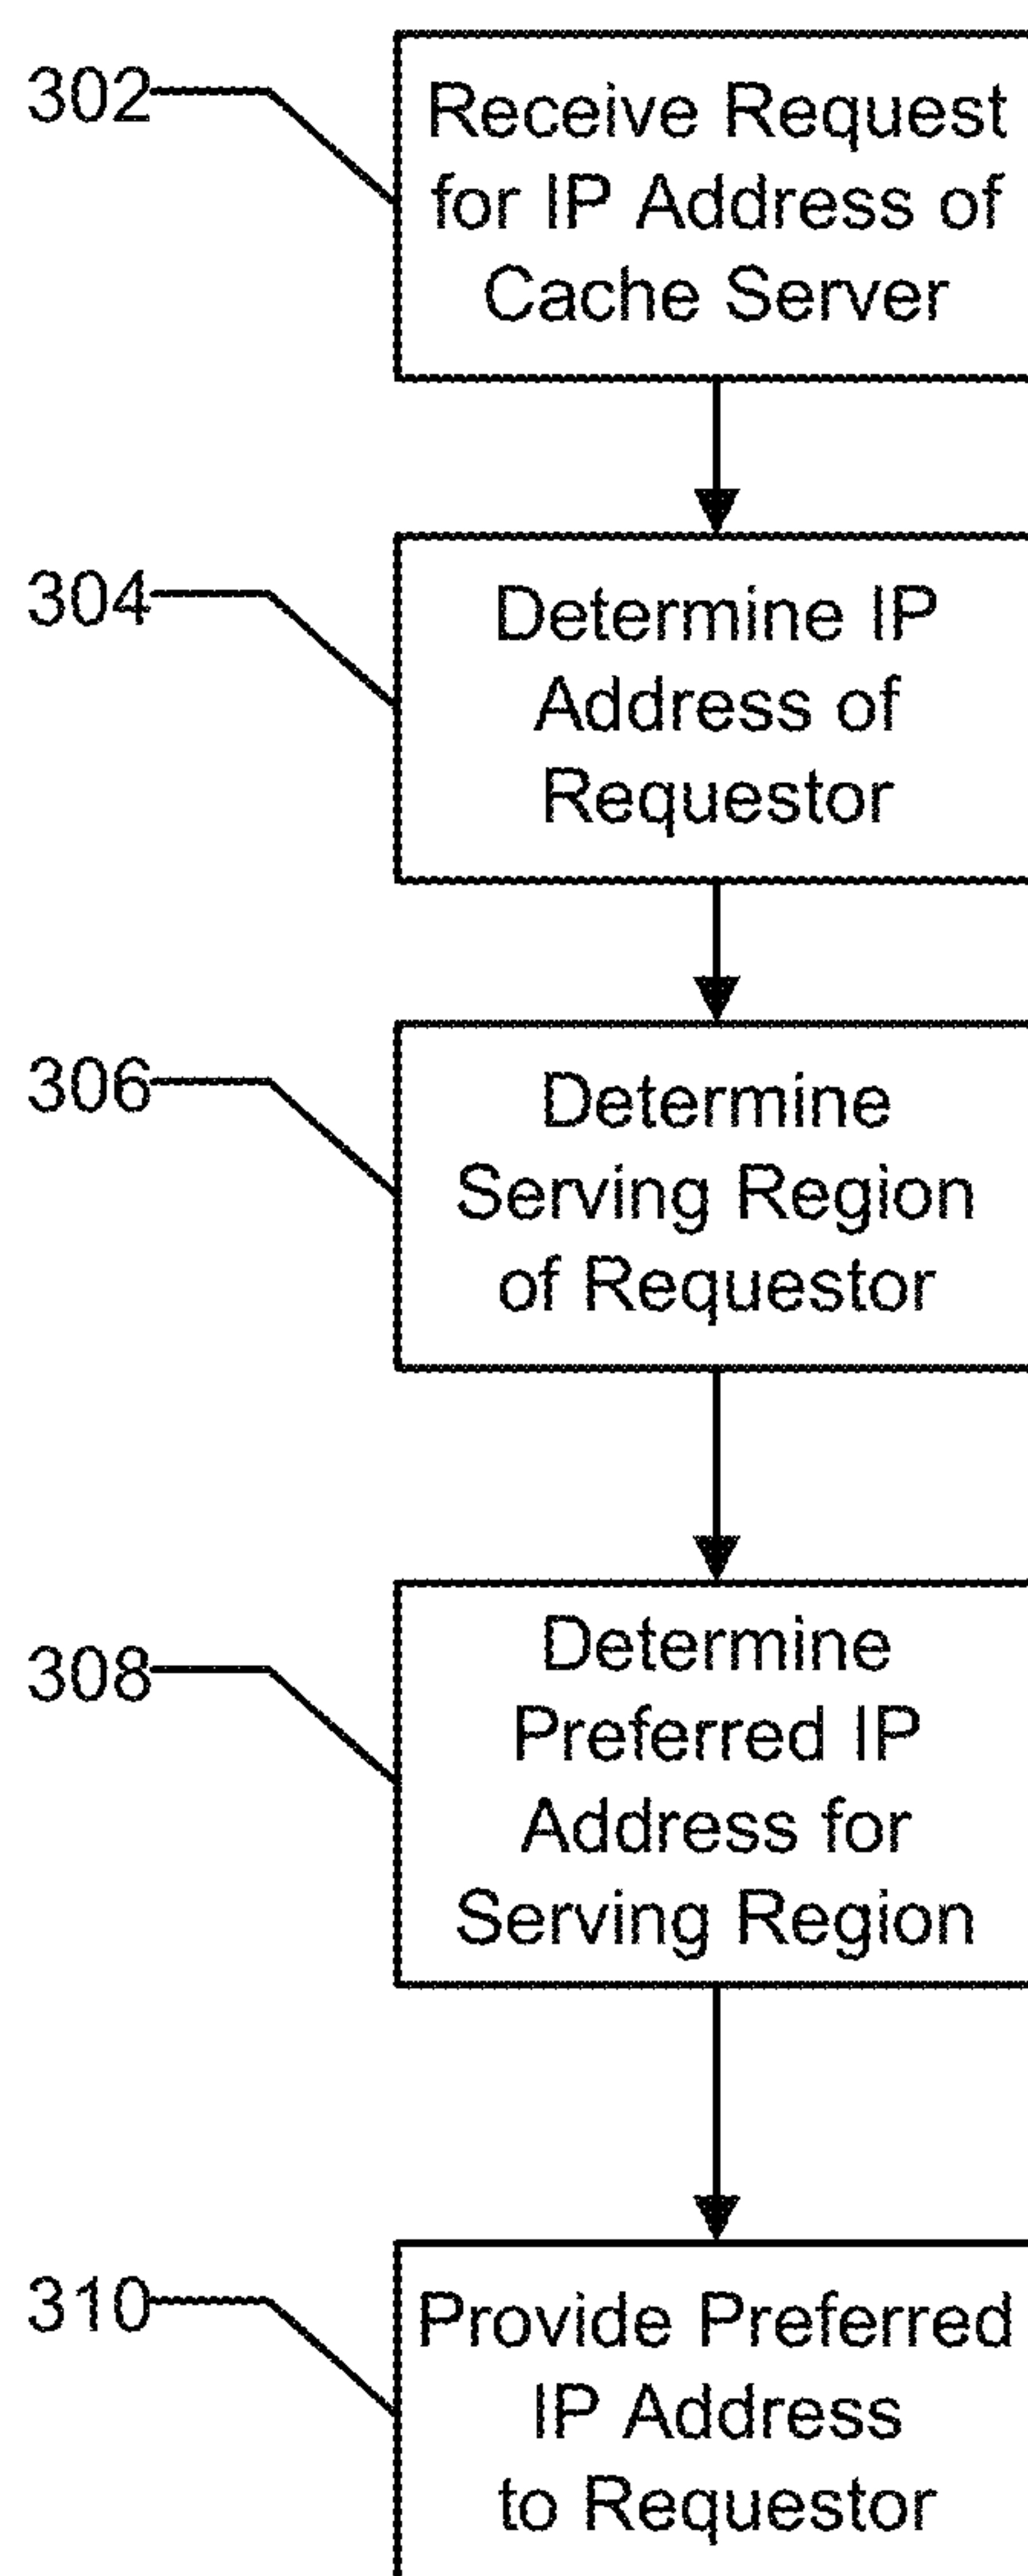 302
Receive Request
for IP Address of
Cache Server
304
Determine IP
Address of
Requestor
306
Determine
Serving Region
of Requestor
308
Determine
Preferred IP
Address for
Serving Region
310
Provide Preferred
IP Address
to Requestor